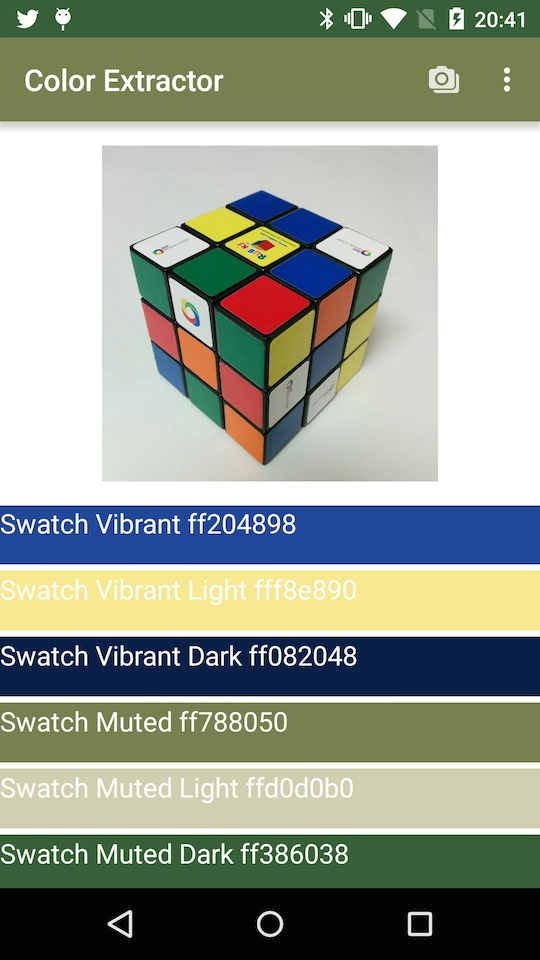 20:41
Color Extractor
Swatch Vibrant ff204898
Swatch Vibrant Light fff8e890
Swatch Vibrant Dark ff082048
Swatch Muted ff788050
Swatch Muted Light ffd0d0b0
Swatch Muted Dark ff386038